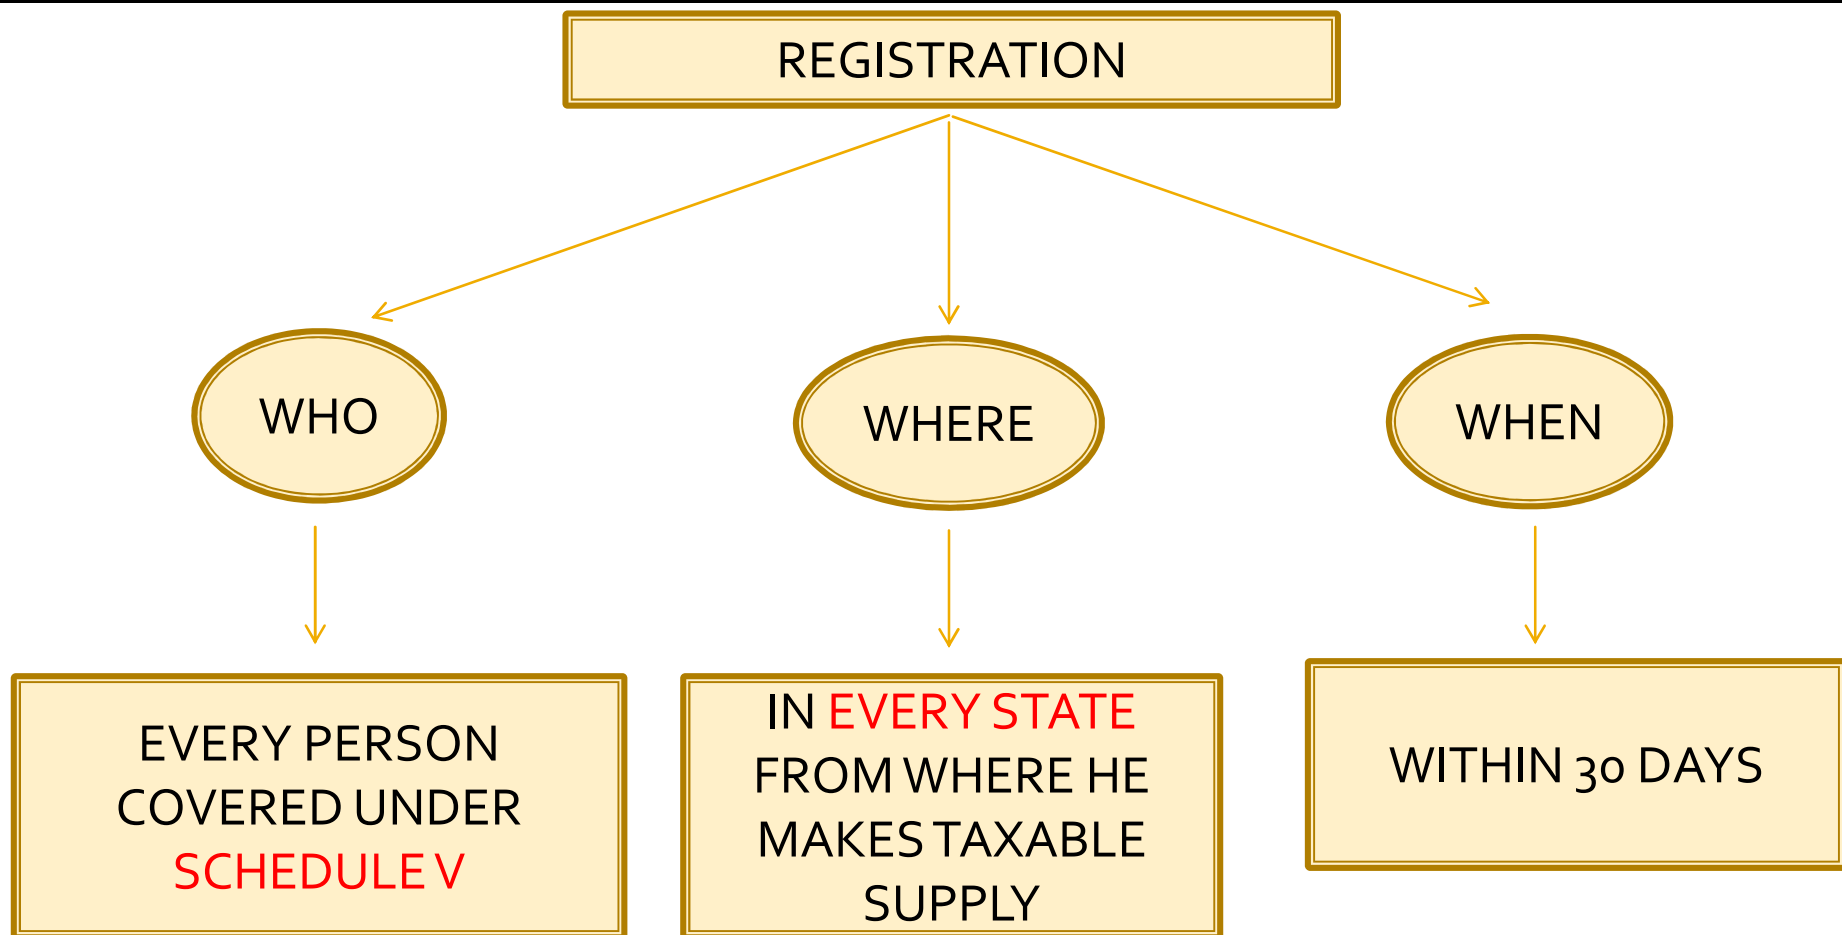 REGISTRATION
WHO
WHERE
WHEN
EVERY PERSON
COVERED UNDER
SCHEDULE V
IN EVERY STATE
FROM WHERE HE
MAKES TAXABLE
SUPPLY
WITHIN 30 DAYS